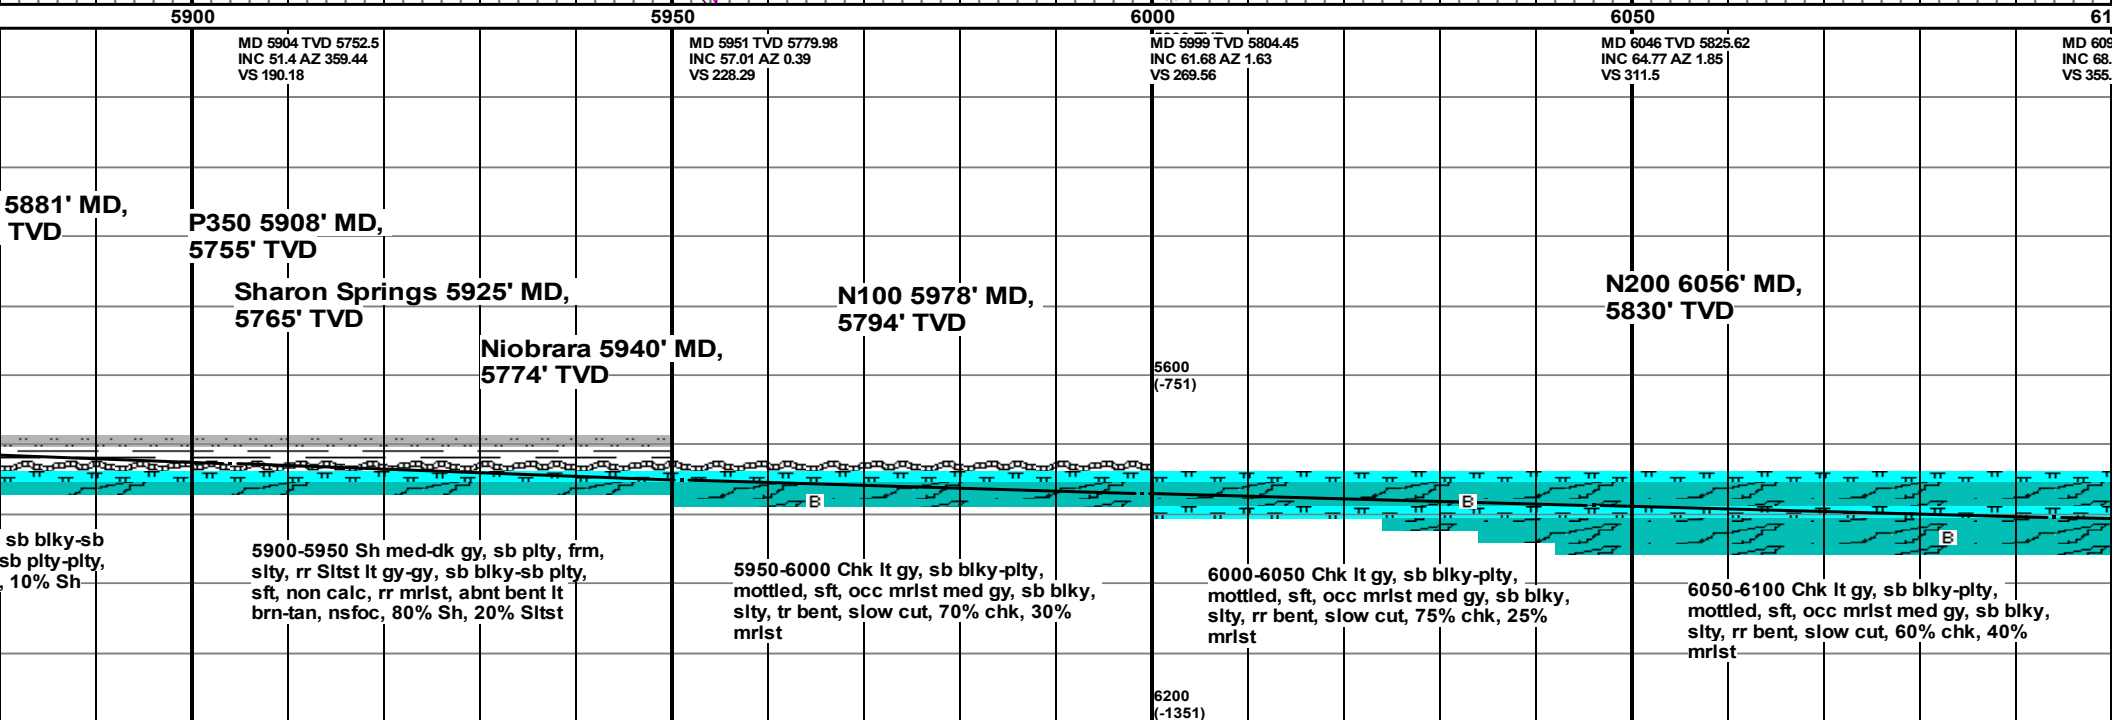 5900
5950
6000
6050
61
MD 5904 TVD 5752.5
INC 51.4 AZ 359.44
VS 190.18
MD 5951 TVD 5779.98
INC 57.01 AZ 0.39
VS 228.29
MD 5999 TVD 5804.45
INC 61.68 AZ 1.63
VS 269.56
MD 6046 TVD 5825.62
INC 64.77 AZ 1.85
VS 311.5
MD 609
INC 68.
VS 355.
5881' MD,
TVD
P350 5908' MD,
5755' TVD
Sharon Springs 5925' MD,
5765' TVD
Niobrara 5940' MD,
5774' TVD
N100 5978' MD,
5794' TVD
N200 6056' MD,
5830' TVD
5600
(-751)
B
B
B
sb blky-sb
sb plty-plty,
, 10% Sh
5900-5950 Sh med-dk gy, sb plty, frm,
slty, rr Sltst lt gy-gy, sb blky-sb plty,
sft, non calc, rr mrlst, abnt bent lt
brn-tan, nsfoc, 80% Sh, 20% Sltst
5950-6000 Chk lt gy, sb blky-plty,
mottled, sft, occ mrlst med gy, sb blky,
slty, tr bent, slow cut, 70% chk, 30%
mrlst
6000-6050 Chk lt gy, sb blky-plty,
mottled, sft, occ mrlst med gy, sb blky,
slty, rr bent, slow cut, 75% chk, 25%
mrlst
6050-6100 Chk lt gy, sb blky-plty,
mottled, sft, occ mrlst med gy, sb blky,
slty, rr bent, slow cut, 60% chk, 40%
mrlst
6200
(-1351)